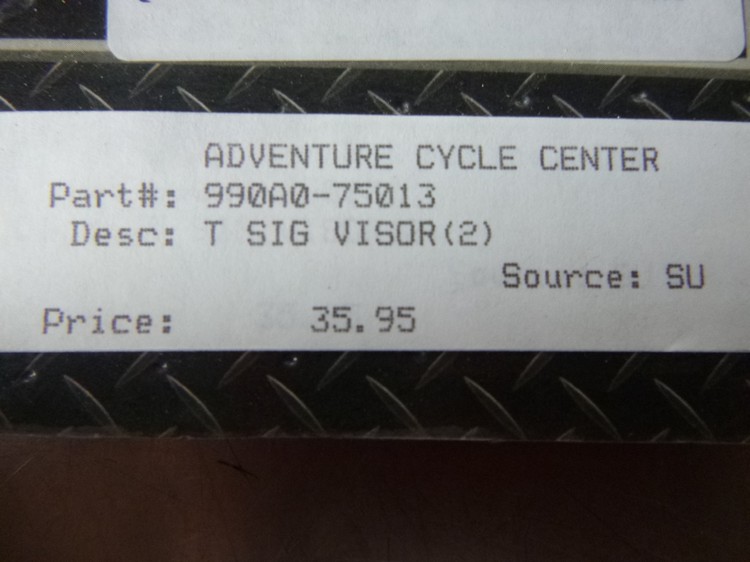 ADVENTURE CYCLE CENTER
Part#: 990A0-75013
Desc: T SIG VISOR(2)
Source: SU
Price: 35.95